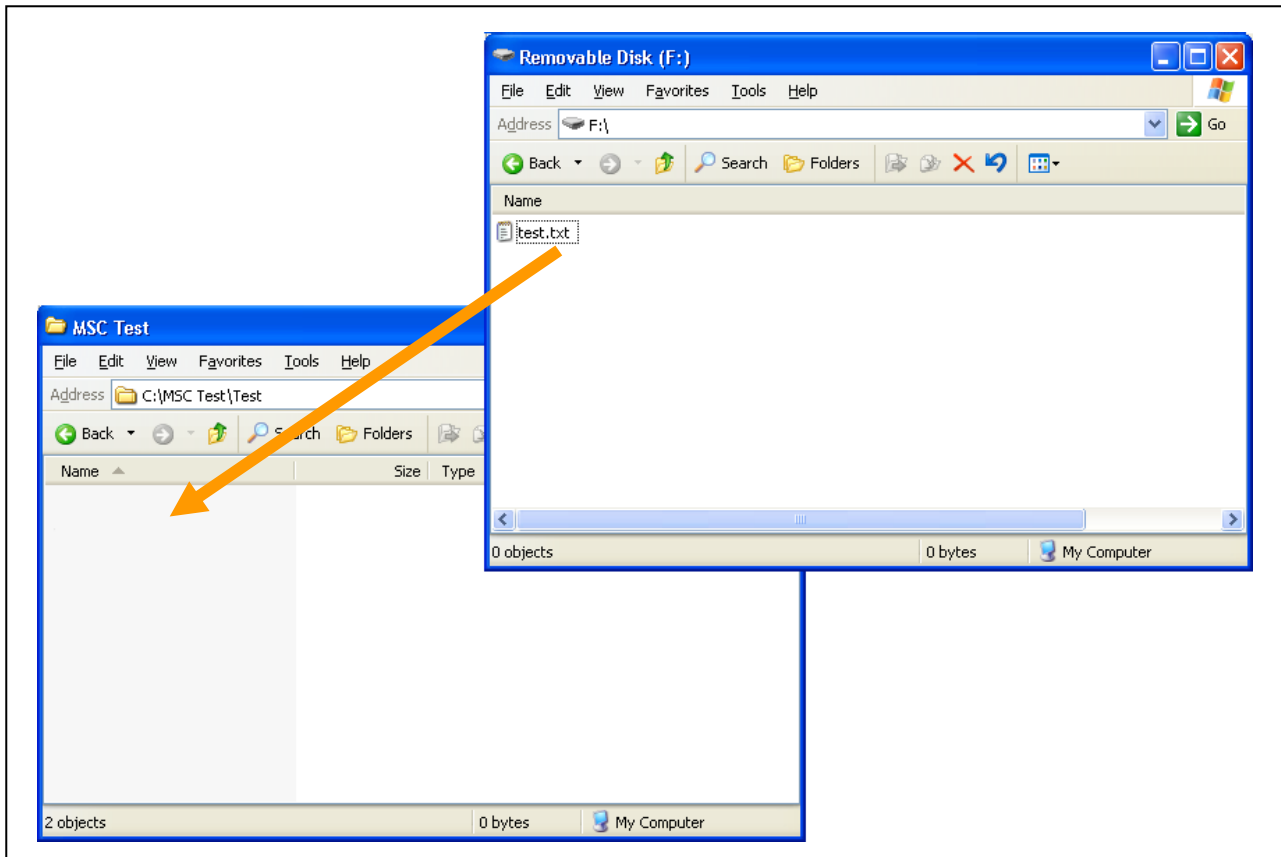 Removable Disk (F:)
File Edit View Favorites Tools Help
Address F:\ Go
Back Search Folders
Name
test.txt
0 objects 0 bytes My Computer
MSC Test
File Edit View Favorites Tools Help
Address C:\MSC Test\Test
Back Search Folders
Name Size Type
2 objects 0 bytes My Computer